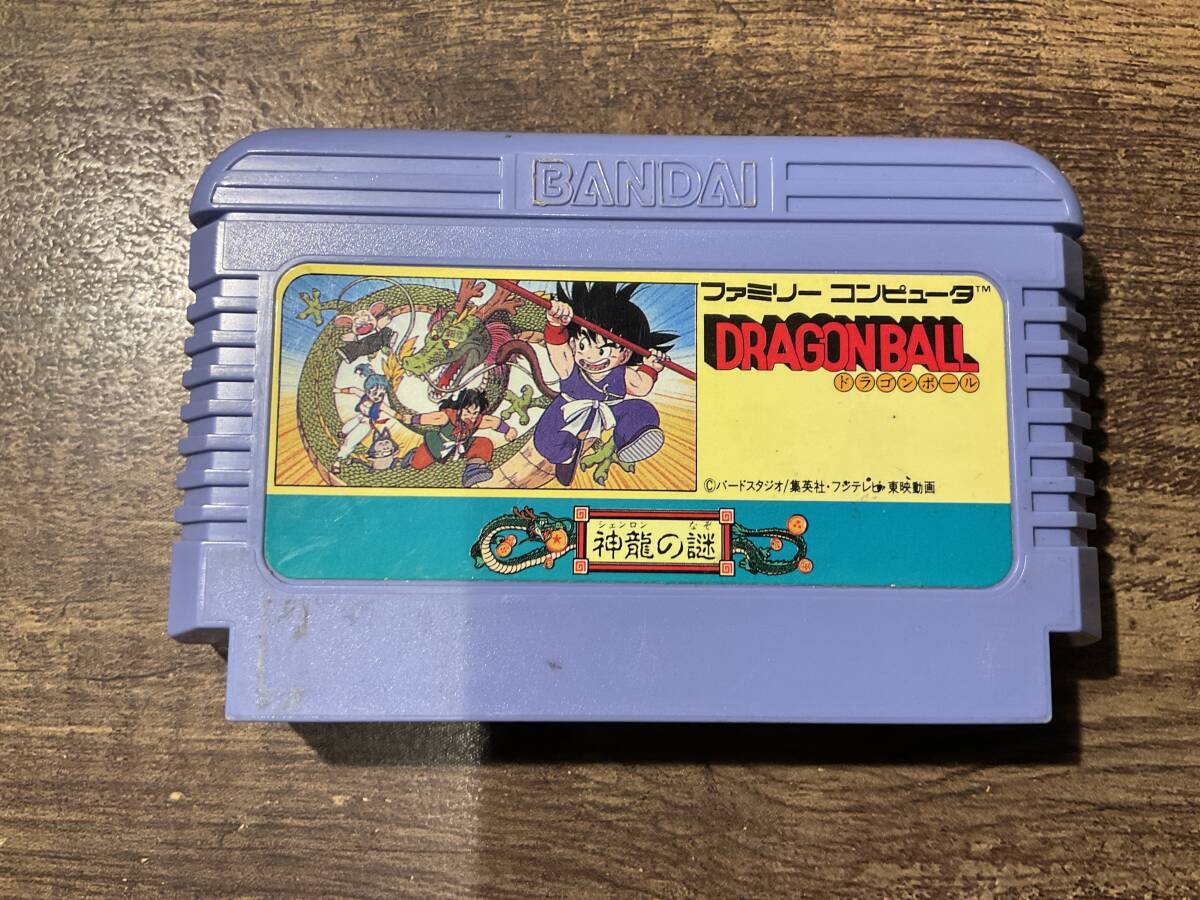 BANDAI
ファミリー コンピュータ™
DRAGON BALL
ドラゴンボール
©バードスタジオ/集英社・フジテレビ・東映動画
シェンロン なぞ
神龍の謎